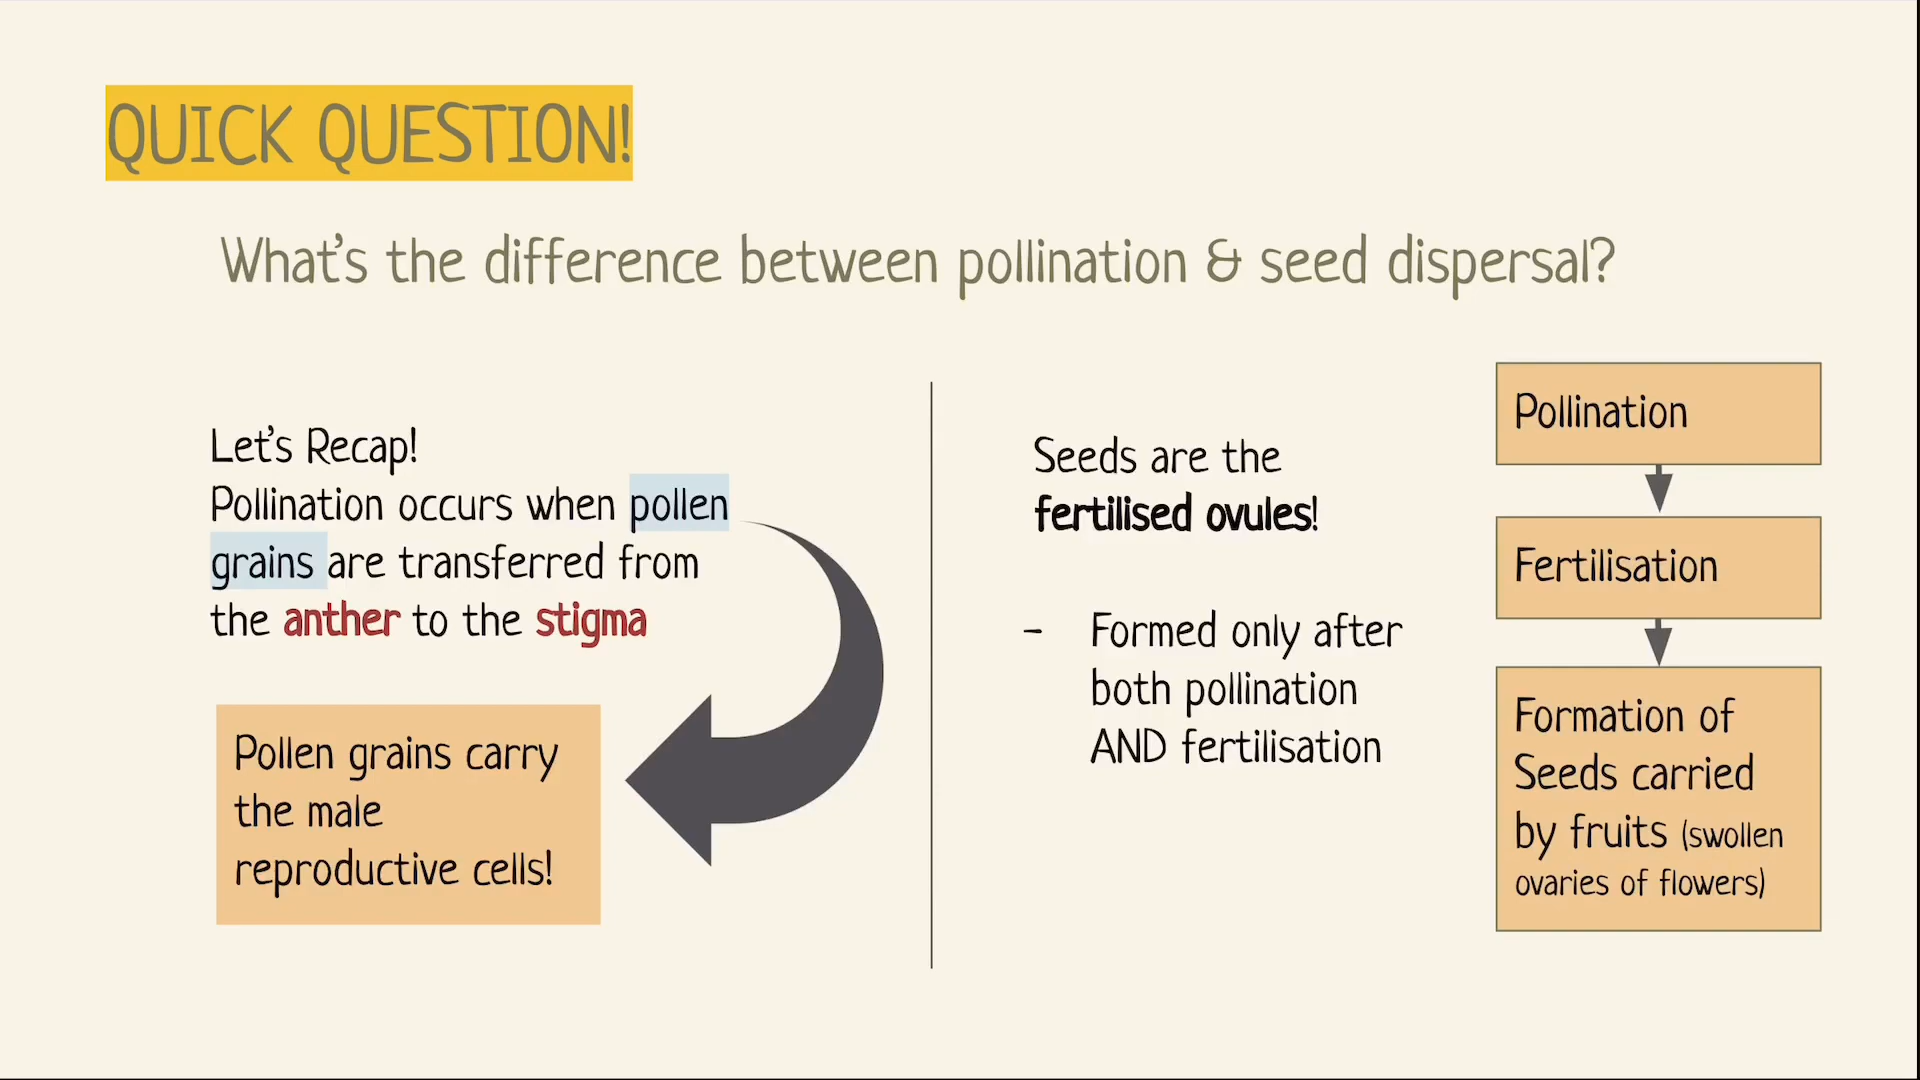 QUICK QUESTION!
What's the difference between pollination & seed dispersal?
Let's Recap!
Pollination occurs when pollen
grains are transferred from
the anther to the stigma
Pollen grains carry
the male
reproductive cells!
Seeds are the
fertilised ovules!
- Formed only after
both pollination
AND fertilisation
Pollination
Fertilisation
Formation of
Seeds carried
by fruits (swollen
ovaries of flowers)